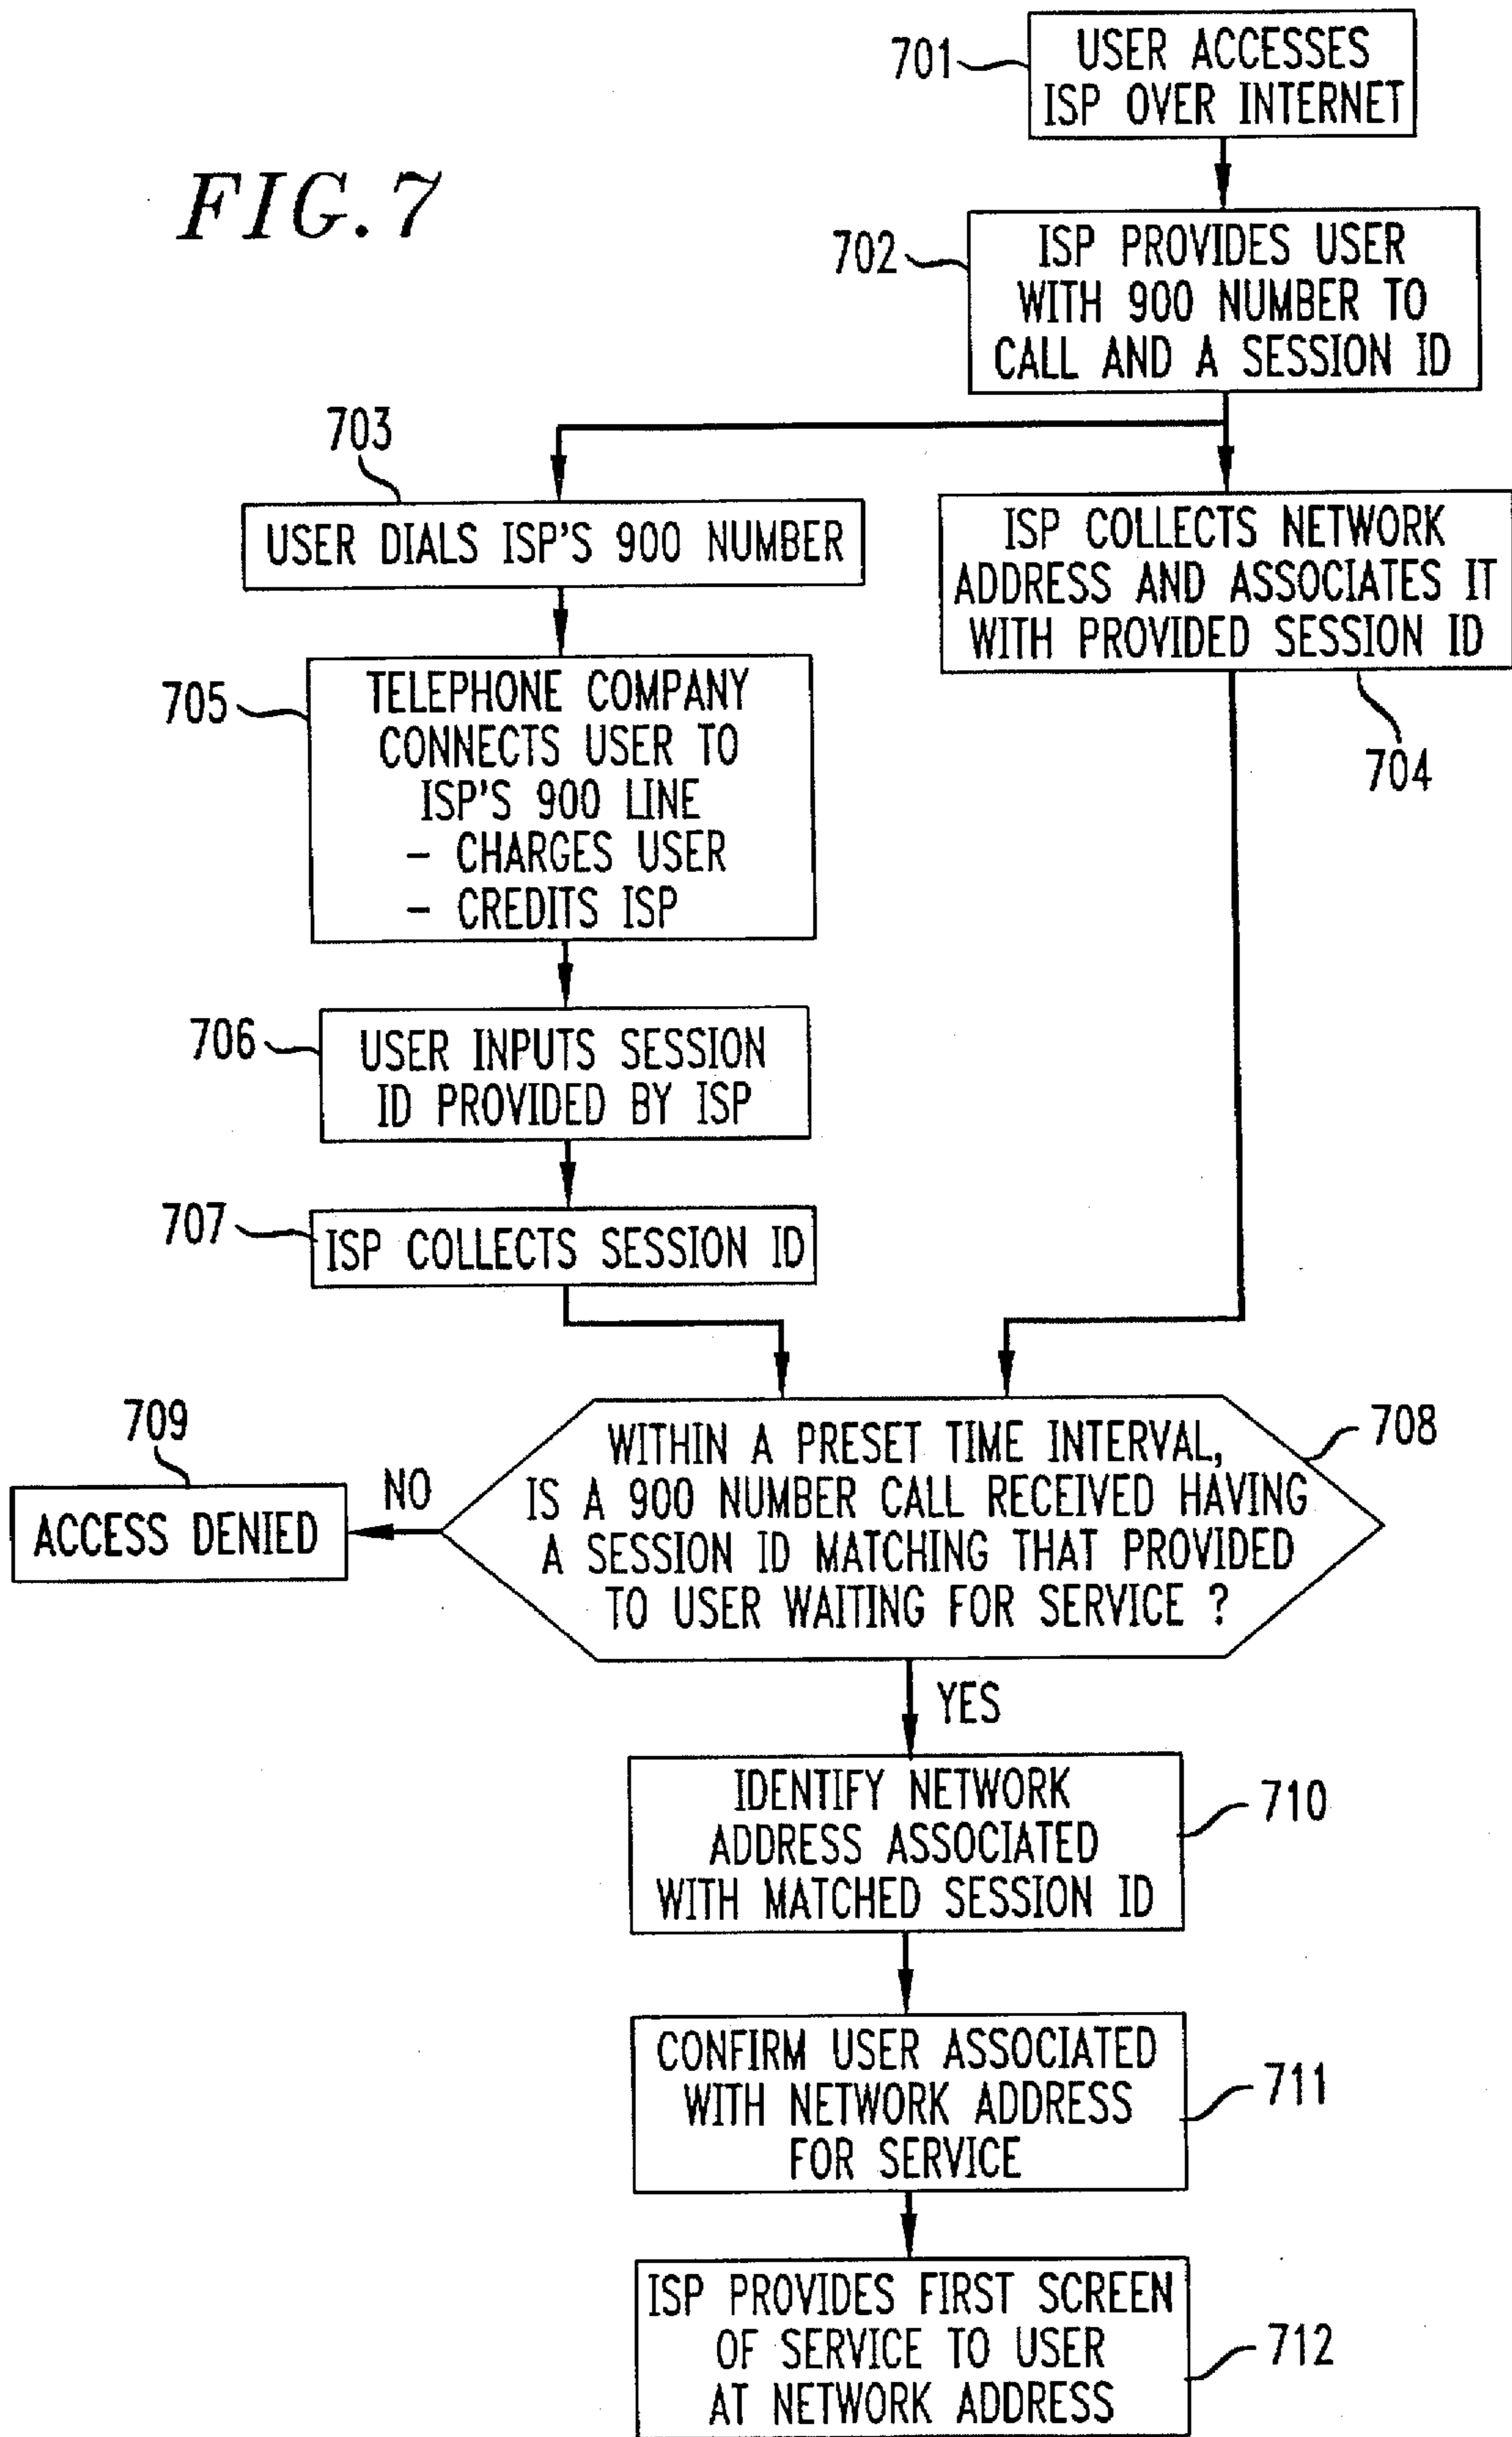 FIG. 7
701
USER ACCESSES
ISP OVER INTERNET
702
ISP PROVIDES USER
WITH 900 NUMBER TO
CALL AND A SESSION ID
703
USER DIALS ISP'S 900 NUMBER
ISP COLLECTS NETWORK
ADDRESS AND ASSOCIATES IT
WITH PROVIDED SESSION ID
704
705
TELEPHONE COMPANY
CONNECTS USER TO
ISP'S 900 LINE
- CHARGES USER
- CREDITS ISP
706
USER INPUTS SESSION
ID PROVIDED BY ISP
707
ISP COLLECTS SESSION ID
708
WITHIN A PRESET TIME INTERVAL,
IS A 900 NUMBER CALL RECEIVED HAVING
A SESSION ID MATCHING THAT PROVIDED
TO USER WAITING FOR SERVICE ?
NO
709
ACCESS DENIED
YES
IDENTIFY NETWORK
ADDRESS ASSOCIATED
WITH MATCHED SESSION ID
710
CONFIRM USER ASSOCIATED
WITH NETWORK ADDRESS
FOR SERVICE
711
ISP PROVIDES FIRST SCREEN
OF SERVICE TO USER
AT NETWORK ADDRESS
712